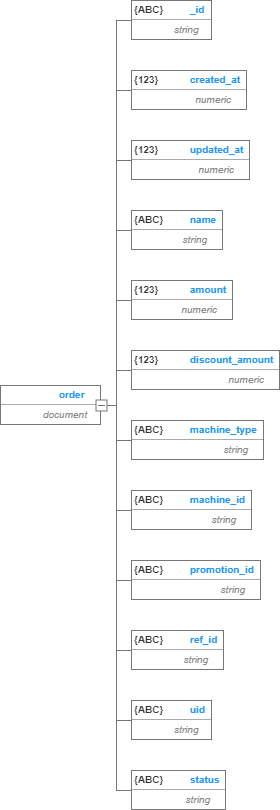 {ABC} _id
string
{123} created_at
numeric
{123} updated_at
numeric
{ABC} name
string
{123} amount
numeric
{123} discount_amount
numeric
order
document
{ABC} machine_type
string
{ABC} machine_id
string
{ABC} promotion_id
string
{ABC} ref_id
string
{ABC} uid
string
{ABC} status
string